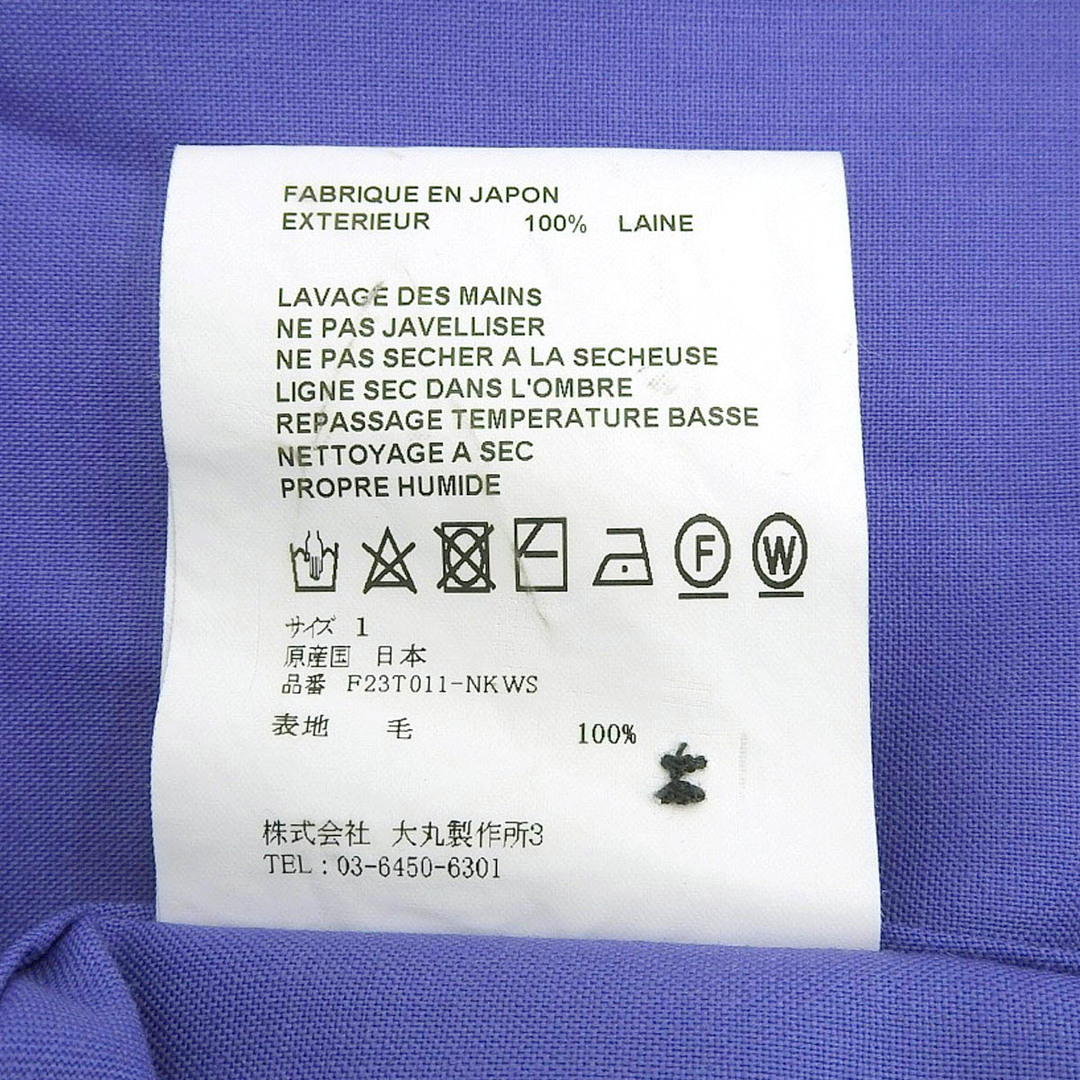 FABRIQUE EN JAPON
EXTERIEUR 100% LAINE
LAVAGE DES MAINS
NE PAS JAVELLISER
NE PAS SECHER A LA SECHEUSE
LIGNE SEC DANS L'OMBRE
REPASSAGE TEMPERATURE BASSE
NETTOYAGE A SEC
PROPRE HUMIDE
F W
サイズ 1
原産国 日本
品番 F23T011-NKWS
表地 毛 100%
株式会社 大丸製作所3
TEL：03-6450-6301